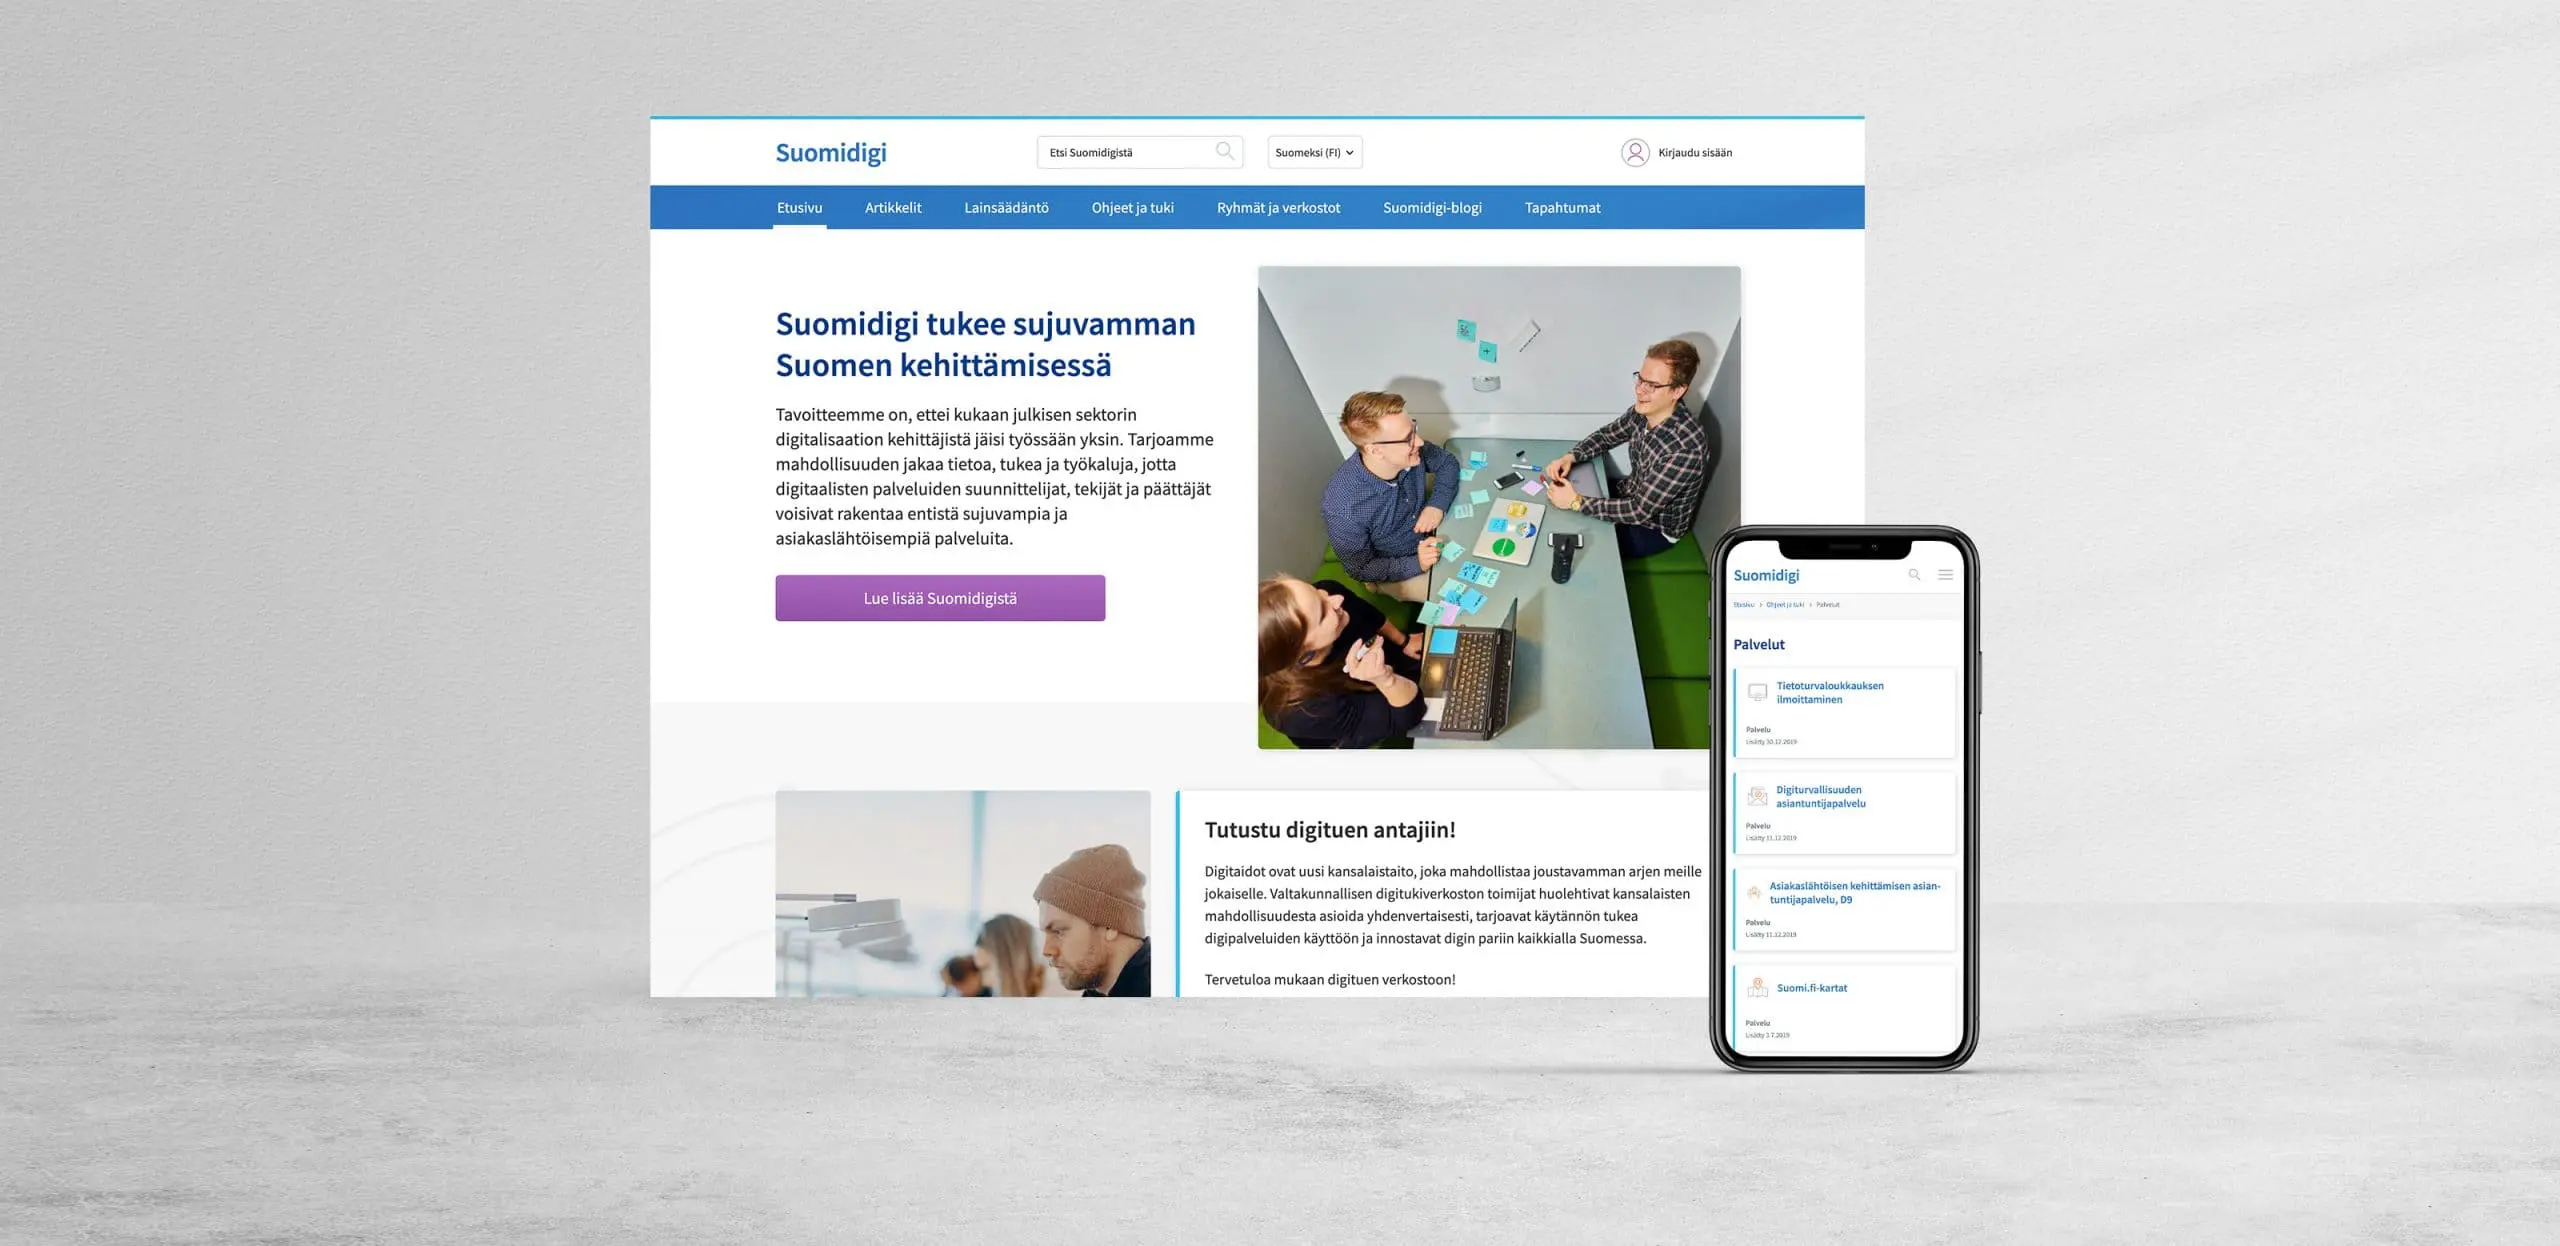 Suomidigi
Etsi Suomidigistä
Suomeksi (FI)
Kirjaudu sisään
Etusivu
Artikkelit
Lainsäädäntö
Ohjeet ja tuki
Ryhmät ja verkostot
Suomidigi-blogi
Tapahtumat
Suomidigi tukee sujuvamman
Suomen kehittämisessä
Tavoitteemme on, ettei kukaan julkisen sektorin
digitalisaation kehittäjistä jäisi työssään yksin. Tarjoamme
mahdollisuuden jakaa tietoa, tukea ja työkaluja, jotta
digitaalisten palveluiden suunnittelijat, tekijät ja päättäjät
voisivat rakentaa entistä sujuvampia ja
asiakaslähtöisempiä palveluita.
Lue lisää Suomidigistä
Tutustu digituen antajiin!
Digitaidot ovat uusi kansalaistaito, joka mahdollistaa joustavamman arjen meille
jokaiselle. Valtakunnallisen digitukiverkoston toimijat huolehtivat kansalaisten
mahdollisuudesta asioida yhdenvertaisesti, tarjoavat käytännön tukea
digipalveluiden käyttöön ja innostavat digin pariin kaikkialla Suomessa.
Tervetuloa mukaan digituen verkostoon!
Suomidigi
Etusivu > Ohjeet ja tuki > Palvelut
Palvelut
Tietoturvaloukkauksen
ilmoittaminen
Palvelu
Lisätty 30.12.2019
Digiturvallisuuden
asiantuntijapalvelu
Palvelu
Lisätty 11.12.2019
Asiakaslähtöisen kehittämisen asian-
tuntijapalvelu, D9
Palvelu
Lisätty 11.12.2019
Suomi.fi-kartat
Palvelu
Lisätty 3.7.2019